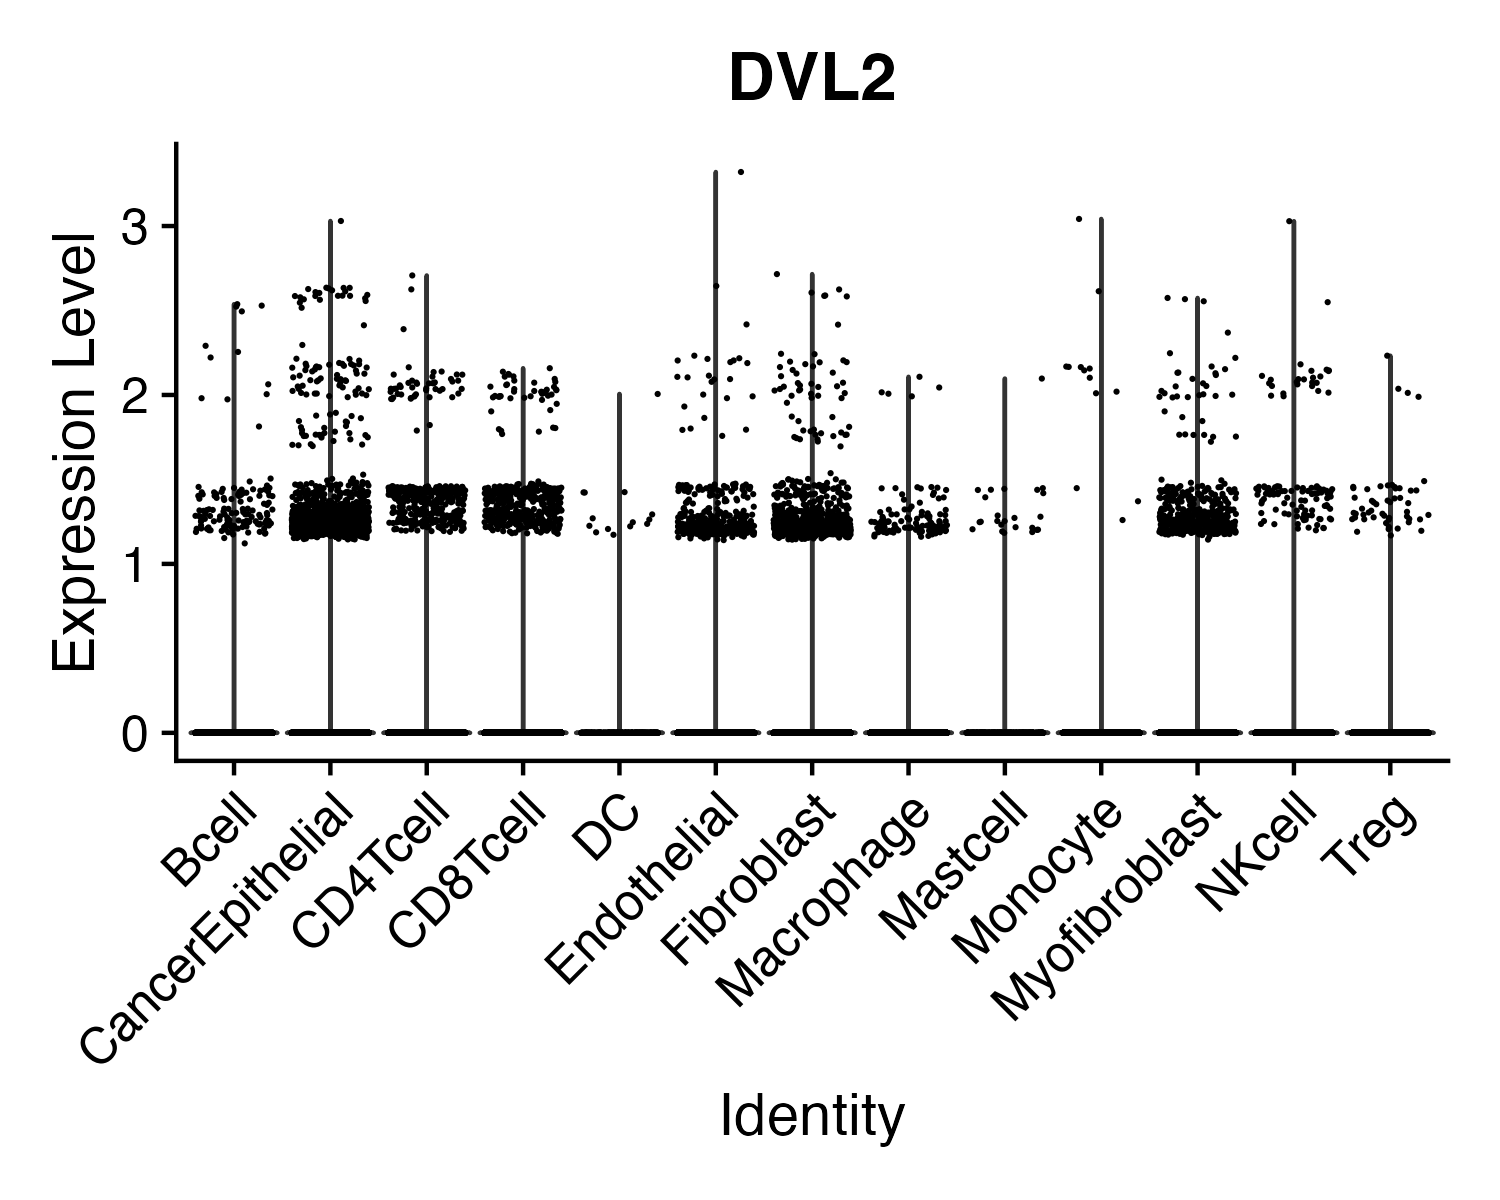 DVL2
Expression Level
3
2
1
0
Bcell
CancerEpithelial
CD4Tcell
CD8Tcell
DC
Endothelial
Fibroblast
Macrophage
Mastcell
Monocyte
Myofibroblast
NKcell
Treg
Identity